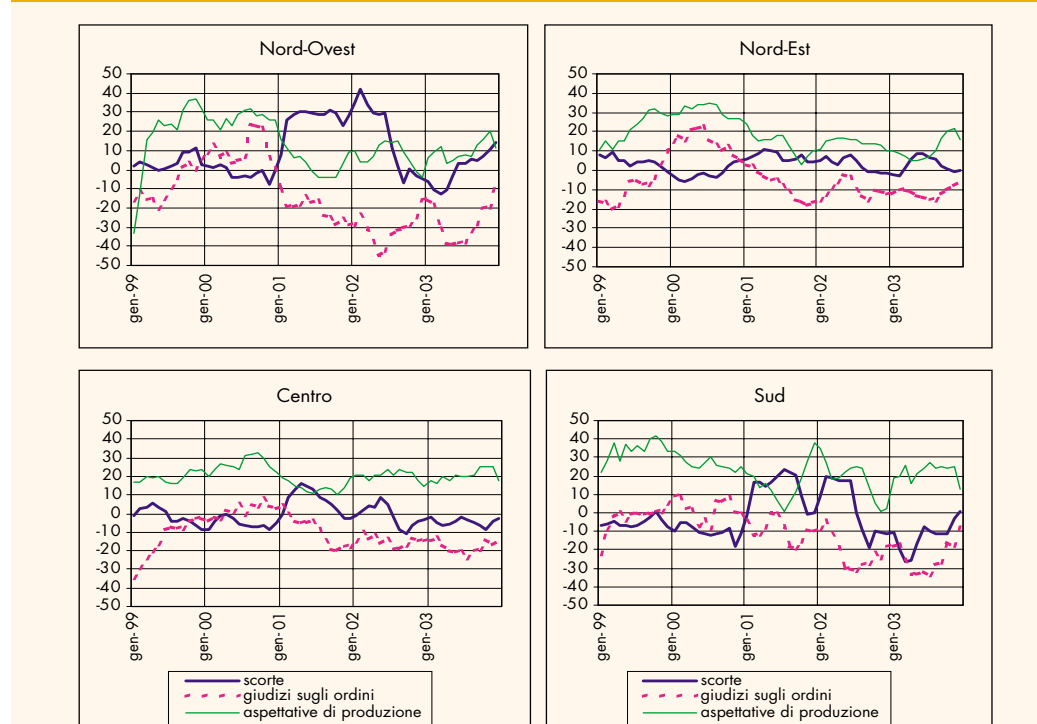 Nord-Ovest
50
40
30
20
10
0
-10
-20
-30
-40
-50
gen-99
gen-00
gen-01
gen-02
gen-03
Nord-Est
50
40
30
20
10
0
-10
-20
-30
-40
-50
gen-99
gen-00
gen-01
gen-02
gen-03
Centro
50
40
30
20
10
0
-10
-20
-30
-40
-50
gen-99
gen-00
gen-01
gen-02
gen-03
scorte
giudizi sugli ordini
aspettative di produzione
Sud
50
40
30
20
10
0
-10
-20
-30
-40
-50
gen-99
gen-00
gen-01
gen-02
gen-03
scorte
giudizi sugli ordini
aspettative di produzione